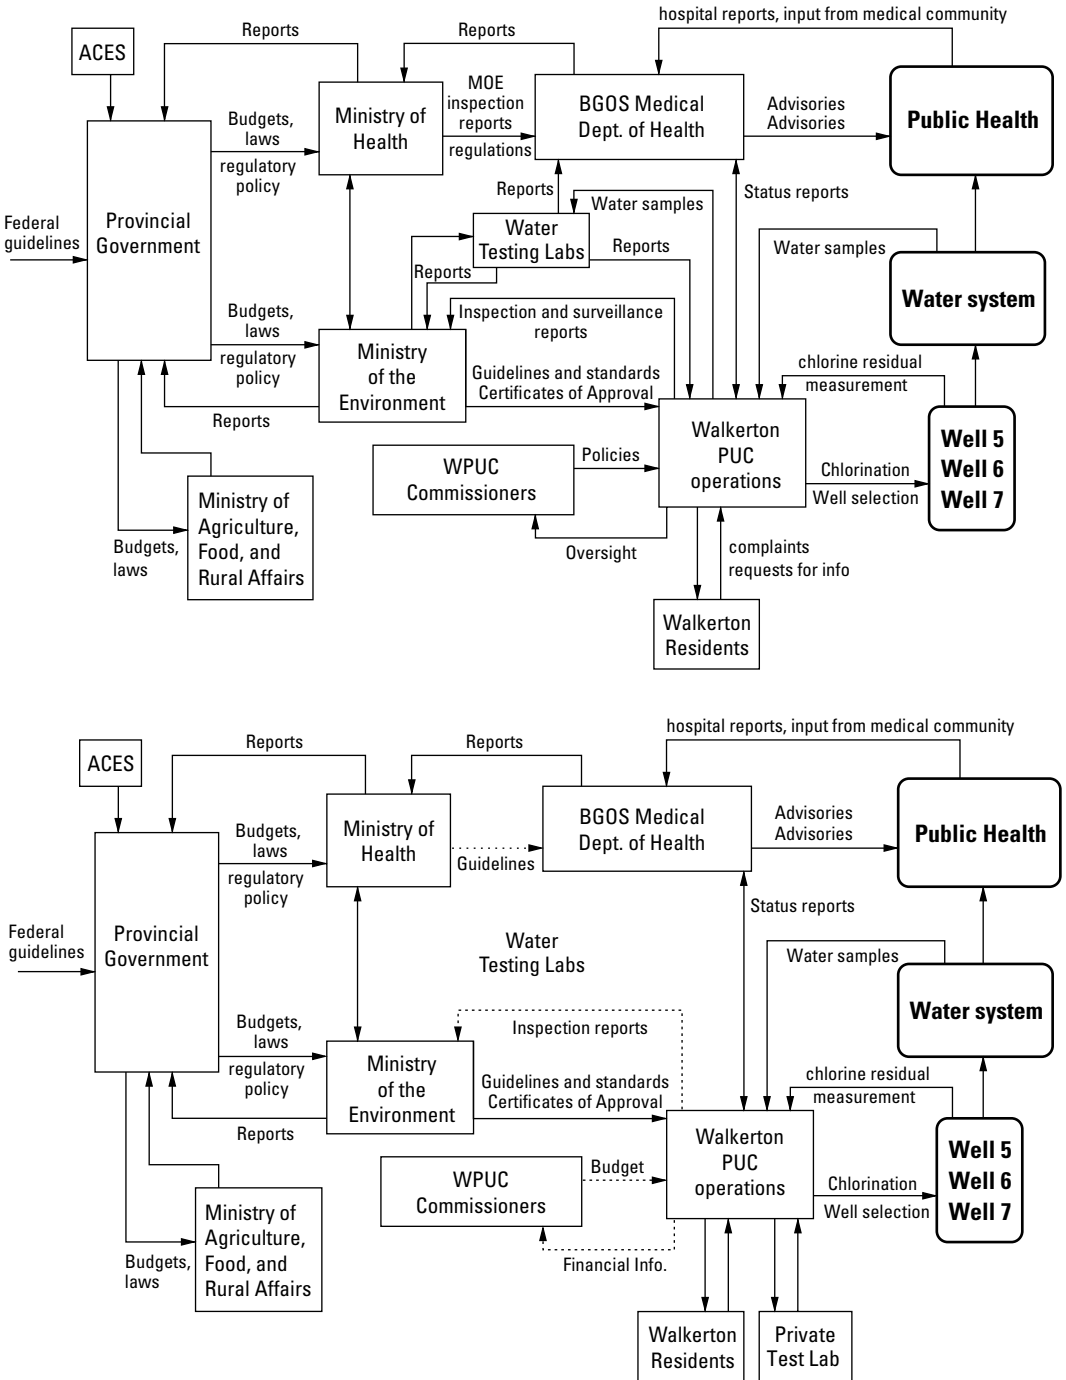 hospital reports, input from medical community
Reports
Reports
ACES
MOE
inspection
reports
regulations
Ministry of
Health
BGOS Medical
Dept. of Health
Advisories
Advisories
Public Health
Budgets,
laws
regulatory
policy
Reports
Water samples
Status reports
Federal
guidelines
Provincial
Government
Water
Testing Labs
Reports
Reports
Water samples
Water system
Budgets,
laws
regulatory
policy
Inspection and surveillance
reports
Ministry
of the
Environment
Guidelines and standards
Certificates of Approval
chlorine residual
measurement
Reports
Walkerton
PUC
operations
Well 5
Well 6
Well 7
WPUC
Commissioners
Policies
Chlorination
Well selection
Ministry of
Agriculture,
Food, and
Rural Affairs
Budgets,
laws
Oversight
complaints
requests for info
Walkerton
Residents
hospital reports, input from medical community
Reports
Reports
ACES
Ministry of
Health
BGOS Medical
Dept. of Health
Advisories
Advisories
Public Health
Budgets,
laws
regulatory
policy
Guidelines
Status reports
Federal
guidelines
Provincial
Government
Water
Testing Labs
Water samples
Water system
Budgets,
laws
regulatory
policy
Inspection reports
Ministry
of the
Environment
Guidelines and standards
Certificates of Approval
chlorine residual
measurement
Reports
Walkerton
PUC
operations
Well 5
Well 6
Well 7
WPUC
Commissioners
Budget
Chlorination
Well selection
Ministry of
Agriculture,
Food, and
Rural Affairs
Budgets,
laws
Financial Info.
Walkerton
Residents
Private
Test Lab